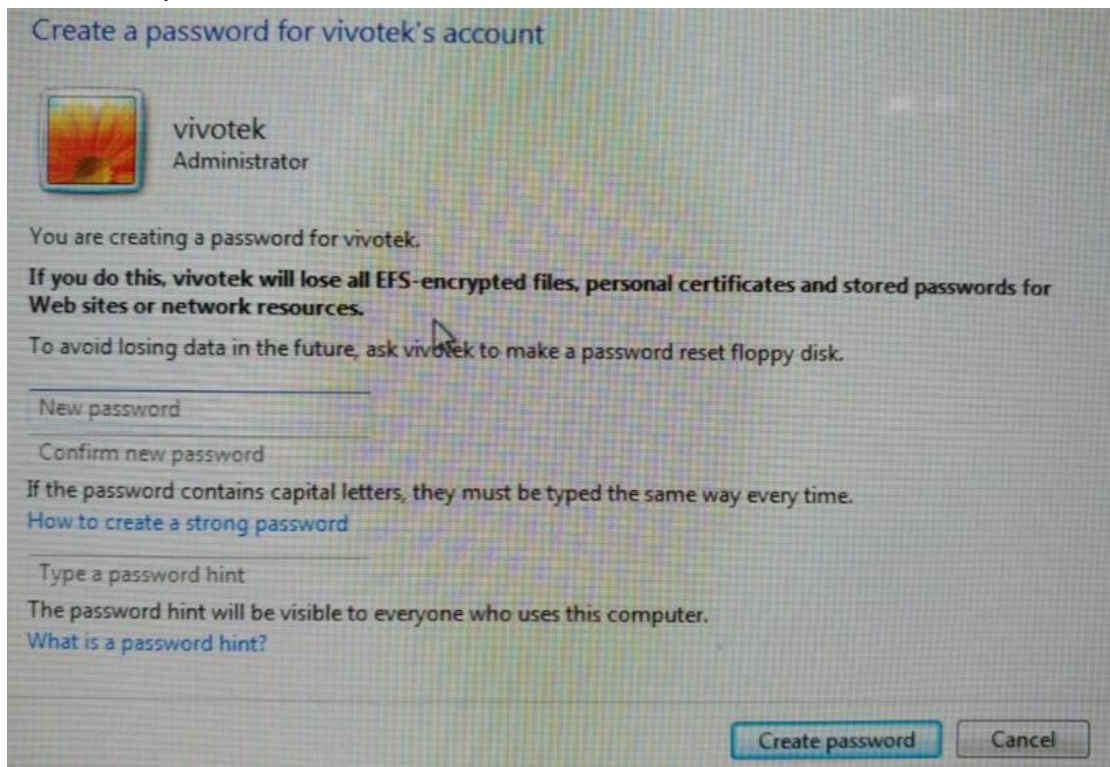 Create a password for vivotek's account
vivotek
Administrator
You are creating a password for vivotek.
If you do this, vivotek will lose all EFS-encrypted files, personal certificates and stored passwords for
Web sites or network resources.
To avoid losing data in the future, ask vivotek to make a password reset floppy disk.
New password
Confirm new password
If the password contains capital letters, they must be typed the same way every time.
How to create a strong password
Type a password hint
The password hint will be visible to everyone who uses this computer.
What is a password hint?
Create password Cancel